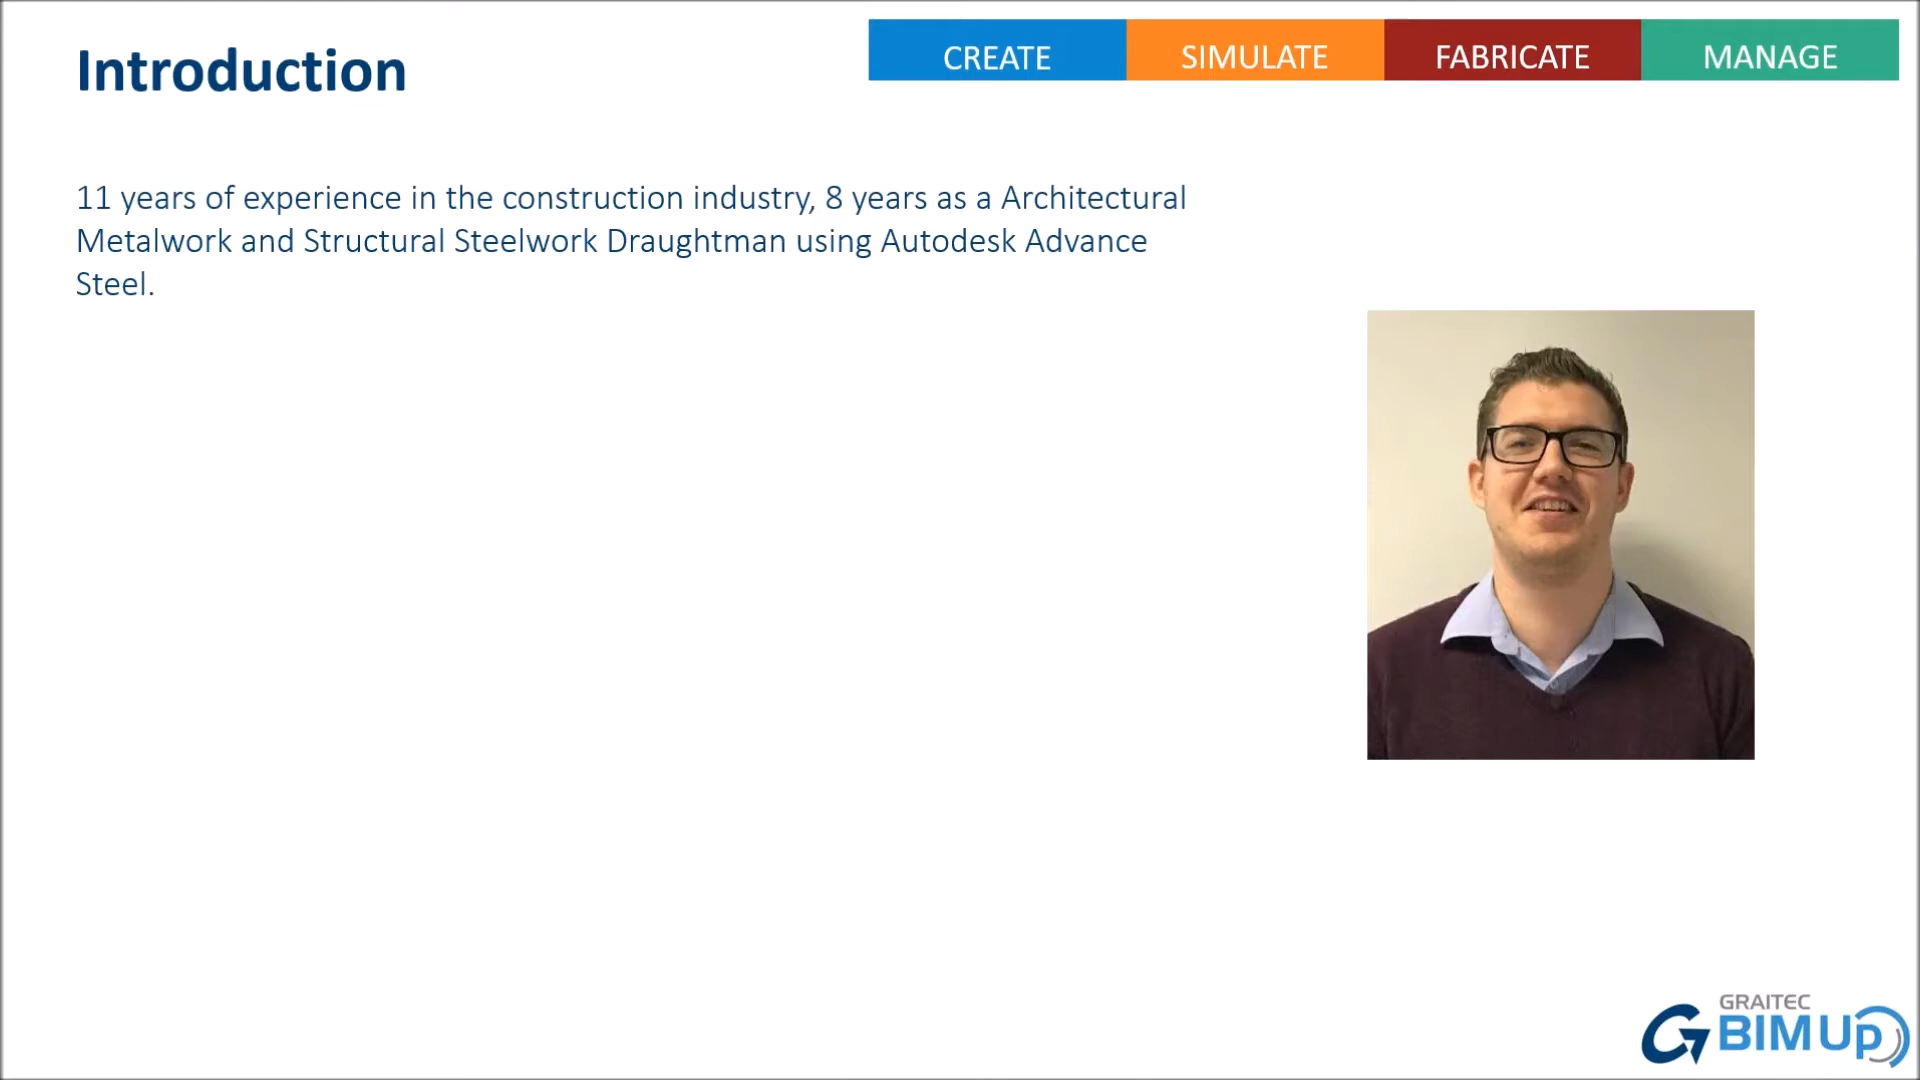 Introduction
CREATE SIMULATE FABRICATE MANAGE
11 years of experience in the construction industry, 8 years as a Architectural
Metalwork and Structural Steelwork Draughtman using Autodesk Advance
Steel.
GRAITEC
BIM Up